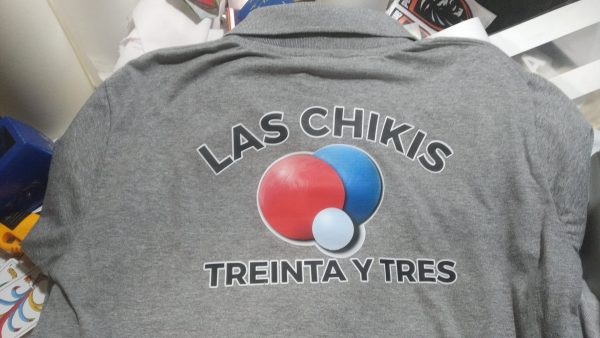 LAS CHIKIS
TREINTA Y TRES